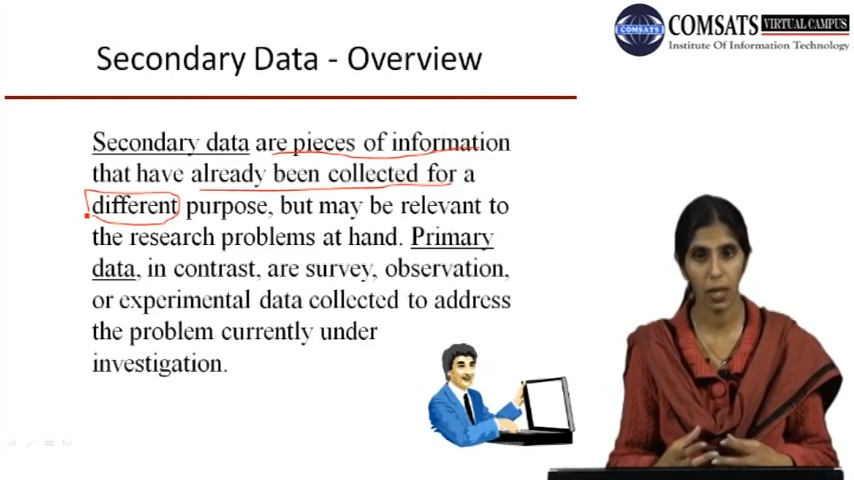 COMSATS VIRTUAL CAMPUS
COMSATS
Institute Of Information Technology
Secondary Data - Overview
Secondary data are pieces of information
that have already been collected for a
different purpose, but may be relevant to
the research problems at hand. Primary
data, in contrast, are survey, observation,
or experimental data collected to address
the problem currently under
investigation.